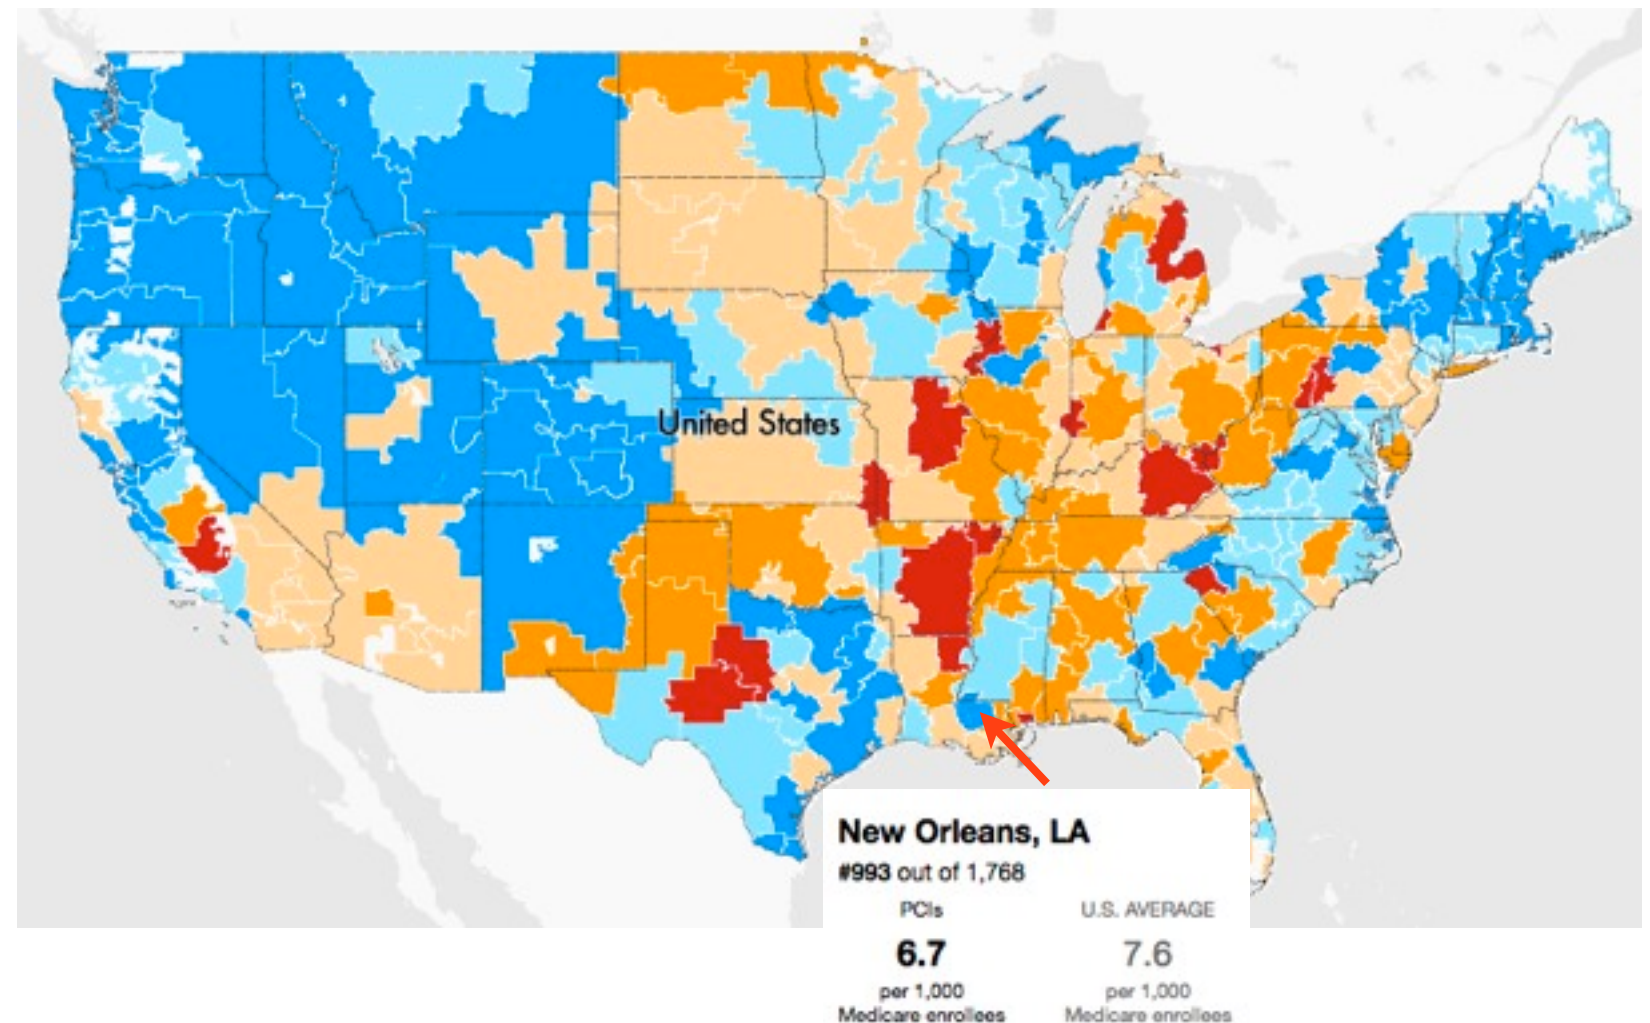 United States
New Orleans, LA
#993 out of 1,768
PCIs U.S. AVERAGE
6.7 7.6
per 1,000 per 1,000
Medicare enrollees Medicare enrollees